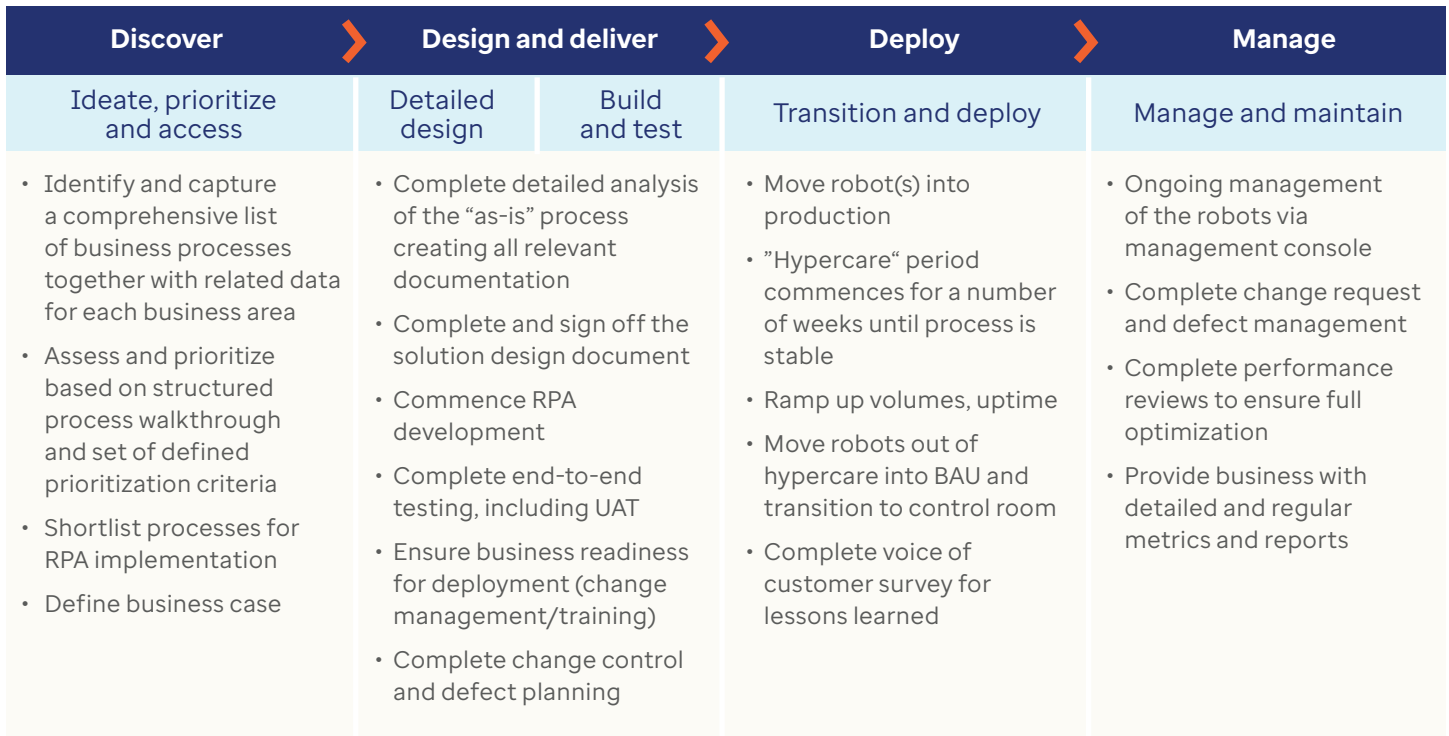 Discover
Design and deliver
Deploy
Manage
Ideate, prioritize
and access
Detailed
design
Build
and test
Transition and deploy
Manage and maintain
• Identify and capture
a comprehensive list
of business processes
together with related data
for each business area
• Assess and prioritize
based on structured
process walkthrough
and set of defined
prioritization criteria
• Shortlist processes for
RPA implementation
• Define business case
• Complete detailed analysis
of the “as-is” process
creating all relevant
documentation
• Complete and sign off the
solution design document
• Commence RPA
development
• Complete end-to-end
testing, including UAT
• Ensure business readiness
for deployment (change
management/training)
• Complete change control
and defect planning
• Move robot(s) into
production
• ”Hypercare“ period
commences for a number
of weeks until process is
stable
• Ramp up volumes, uptime
• Move robots out of
hypercare into BAU and
transition to control room
• Complete voice of
customer survey for
lessons learned
• Ongoing management
of the robots via
management console
• Complete change request
and defect management
• Complete performance
reviews to ensure full
optimization
• Provide business with
detailed and regular
metrics and reports